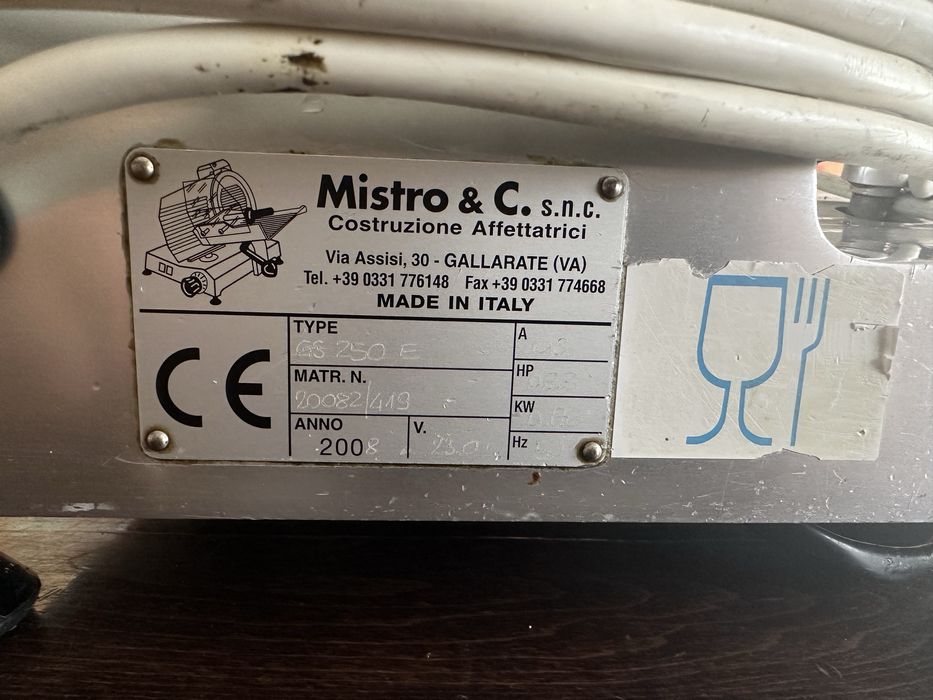 Mistro & C. s.n.c.
Costruzione Affettatrici
Via Assisi, 30 - GALLARATE (VA)
Tel. +39 0331 776148 Fax +39 0331 774668
MADE IN ITALY
CE
TYPE
GS 250 E
A
MATR. N.
20082/419
HP
KW
ANNO
2008
V.
230
Hz